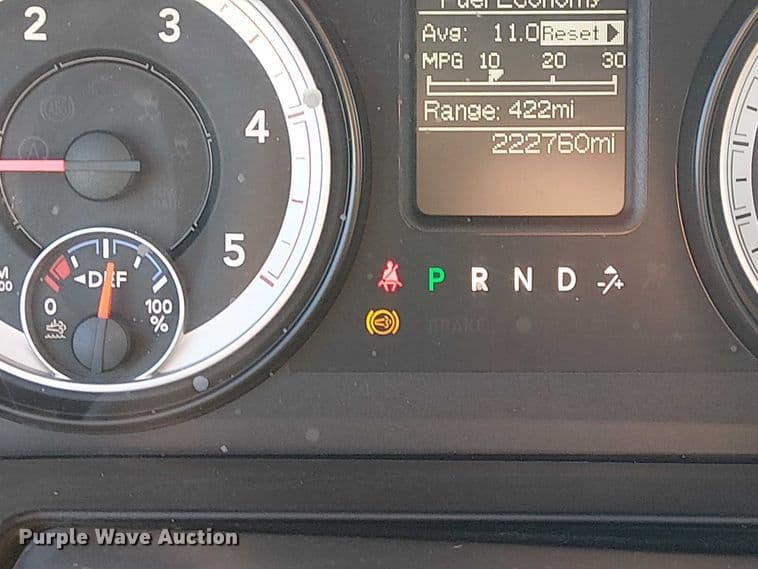 2 3 4 5
Fuel Economy
Avg: 11.0 Reset
MPG 10 20 30
Range: 422mi
222760mi
DEF
0 100
%
P R N D -/+
BRAKE
Purple Wave Auction